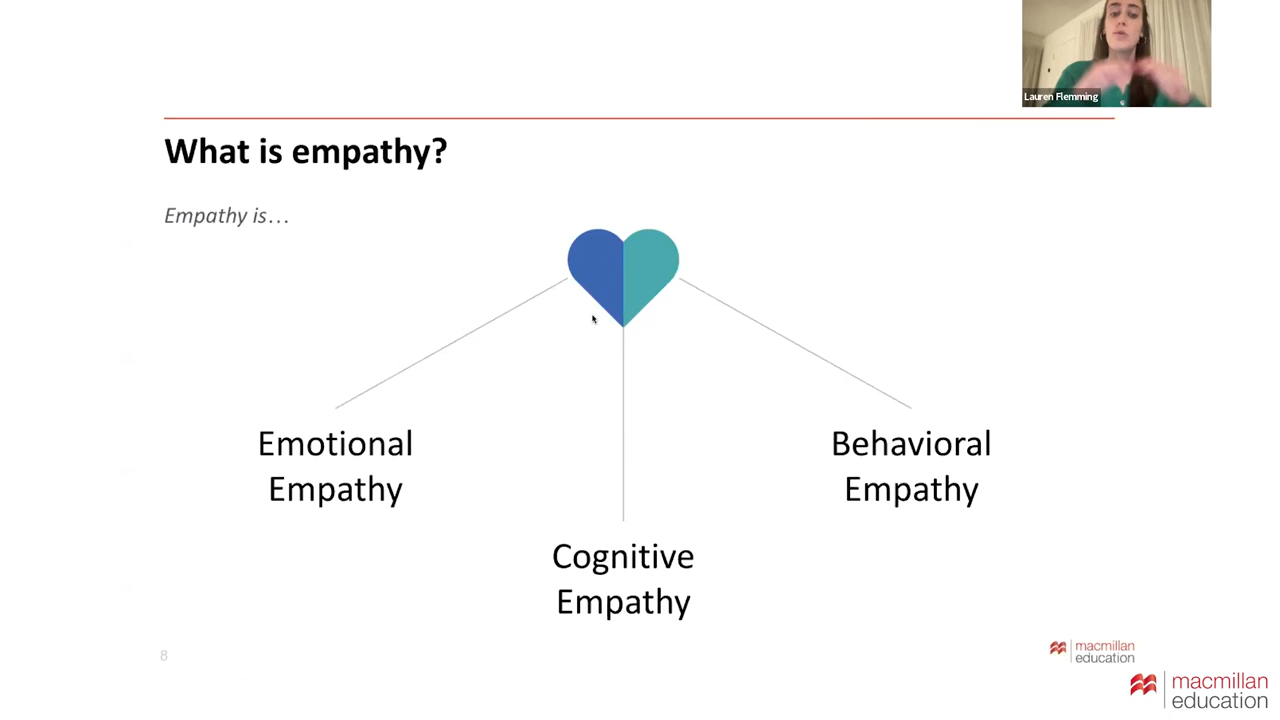 Lauren Flemming
What is empathy?
Empathy is…
Emotional
Empathy
Behavioral
Empathy
Cognitive
Empathy
8
macmillan
education
macmillan
education